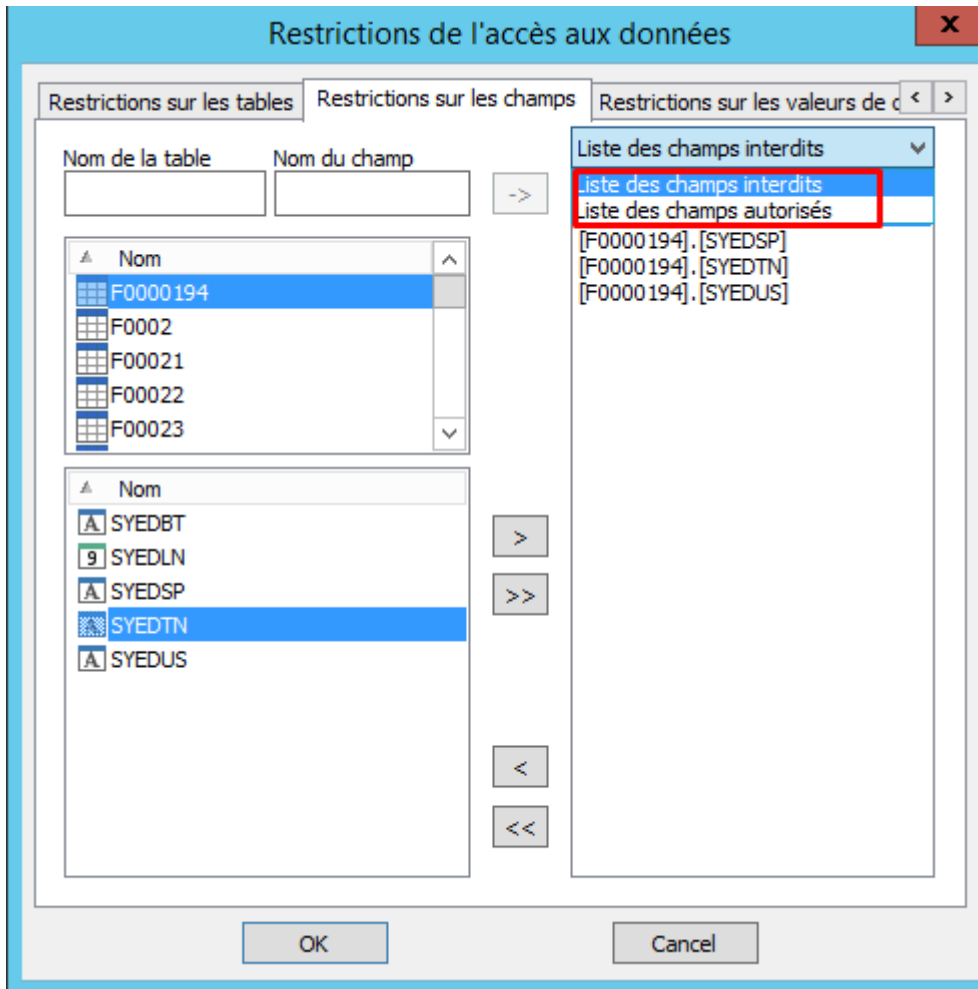 Restrictions de l'accès aux données
X
Restrictions sur les tables
Restrictions sur les champs
Restrictions sur les valeurs de c
<
>
Nom de la table
Nom du champ
->
Liste des champs interdits
Liste des champs interdits
Liste des champs autorisés
[F0000194].[SYEDSP]
[F0000194].[SYEDTN]
[F0000194].[SYEDUS]
Nom
F0000194
F0002
F00021
F00022
F00023
Nom
A SYEDBT
9 SYEDLN
A SYEDSP
A SYEDTN
A SYEDUS
>
>>
<
<<
OK
Cancel